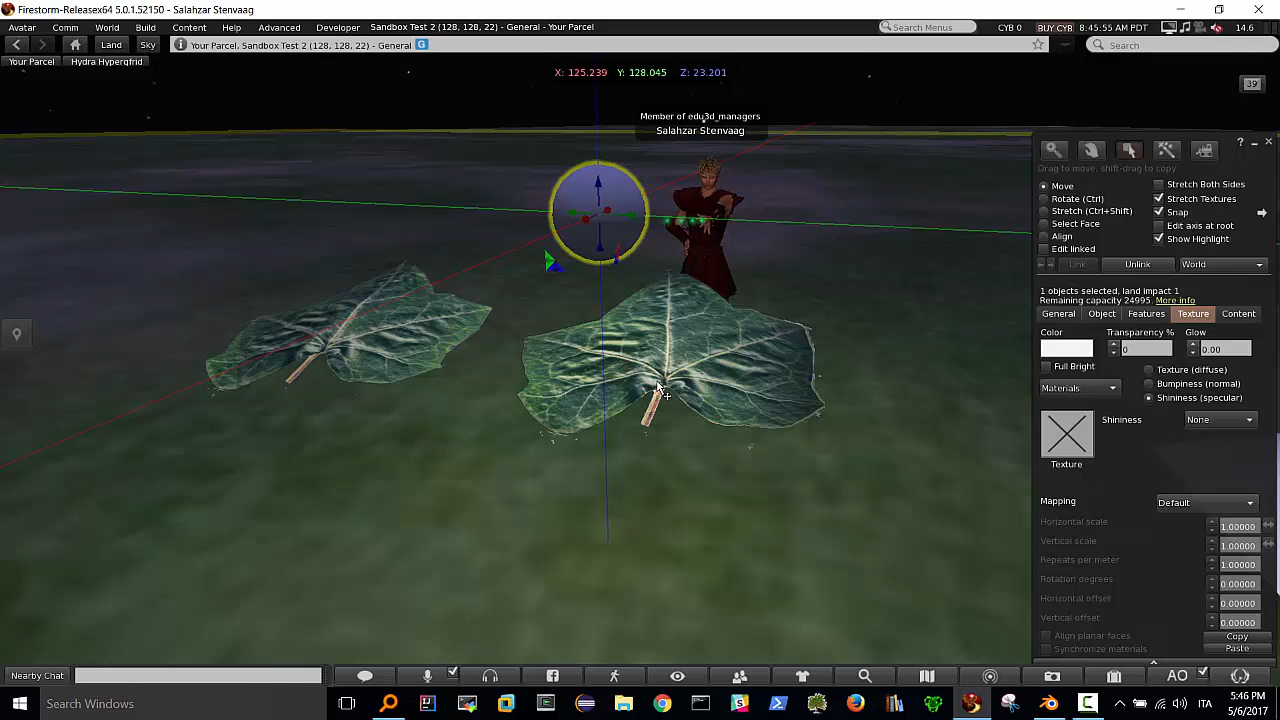 Firestorm-Releasex64 5.0.1.52150 - Salahzar Stenvaag
Avatar Comm World Build Content Help Advanced Developer Sandbox Test 2 (128, 128, 22) - General - Your Parcel Search Menus CYB 0 BUY CYB 8:45:55 AM PDT 14.6
Land Sky Your Parcel, Sandbox Test 2 (128, 128, 22) - General G Search
Your Parcel Hydra Hypergrid
X: 125.239 Y: 128.045 Z: 23.201
39
Member of edu3d_managers
Salahzar Stenvaag
Drag to move, shift-drag to copy
Move
Rotate (Ctrl)
Stretch (Ctrl+Shift)
Select Face
Align
Edit linked
Stretch Both Sides
Stretch Textures
Snap
Edit axis at root
Show Highlight
Link Unlink World
1 objects selected, land impact 1
Remaining capacity 24995. More info
General Object Features Texture Content
Color Transparency % Glow
0 0.00
Full Bright
Texture (diffuse)
Bumpiness (normal)
Shininess (specular)
Materials
Shininess None
Texture
Mapping Default
Horizontal scale 1.00000
Vertical scale 1.00000
Repeats per meter 1.00000
Rotation degrees 0.00000
Horizontal offset 0.00000
Vertical offset 0.00000
Align planar faces Copy
Synchronize materials Paste
Nearby Chat
AO
Search Windows
ITA
5:46 PM
5/6/2017